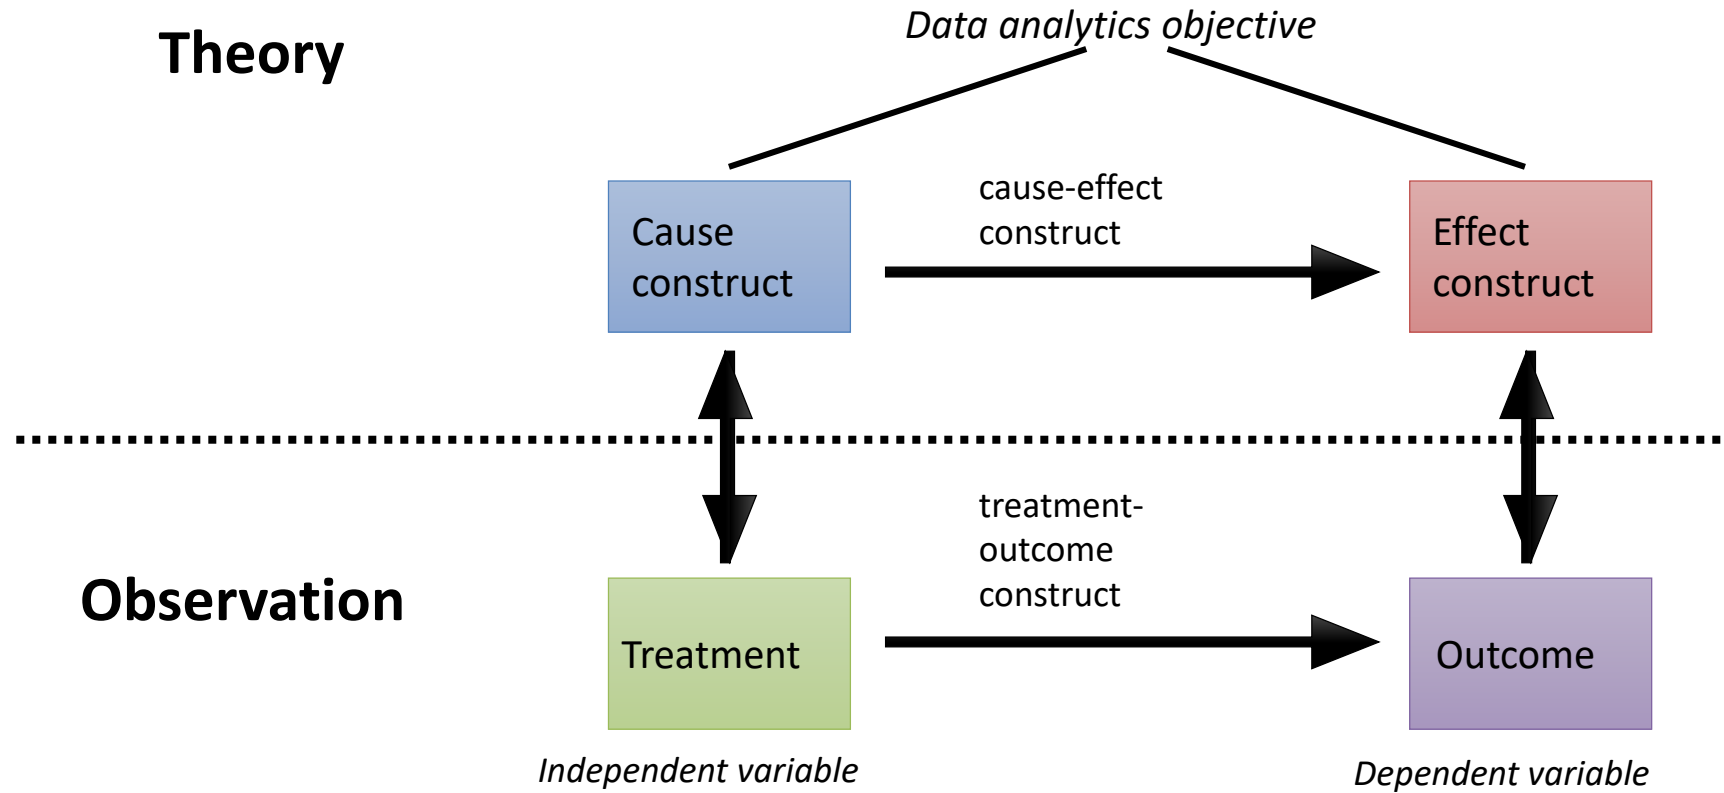 Data analytics objective
Theory
cause-effect
construct
Cause
construct
Effect
construct
treatment-
outcome
construct
Observation
Treatment
Outcome
Independent variable
Dependent variable